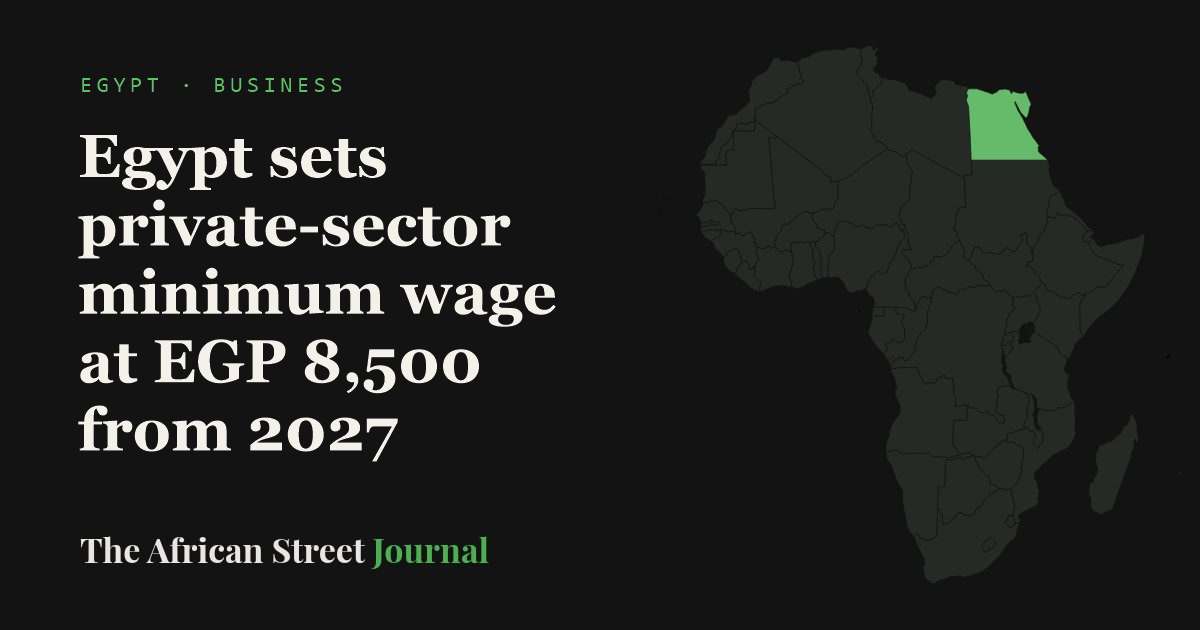 EGYPT · BUSINESS
Egypt sets
private-sector
minimum wage
at EGP 8,500
from 2027
The African Street Journal